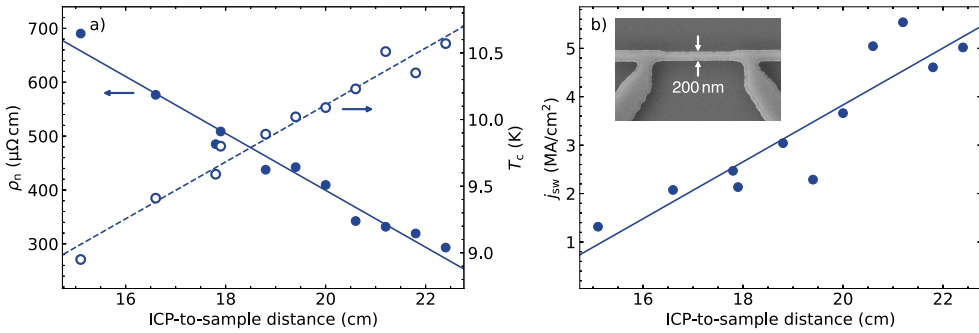 a)
700
600
500
400
300
ρn (μΩ cm)
10.5
10.0
9.5
9.0
Tc (K)
16 18 20 22
ICP-to-sample distance (cm)
b)
200 nm
5
4
3
2
1
jsw (MA/cm²)
16 18 20 22
ICP-to-sample distance (cm)